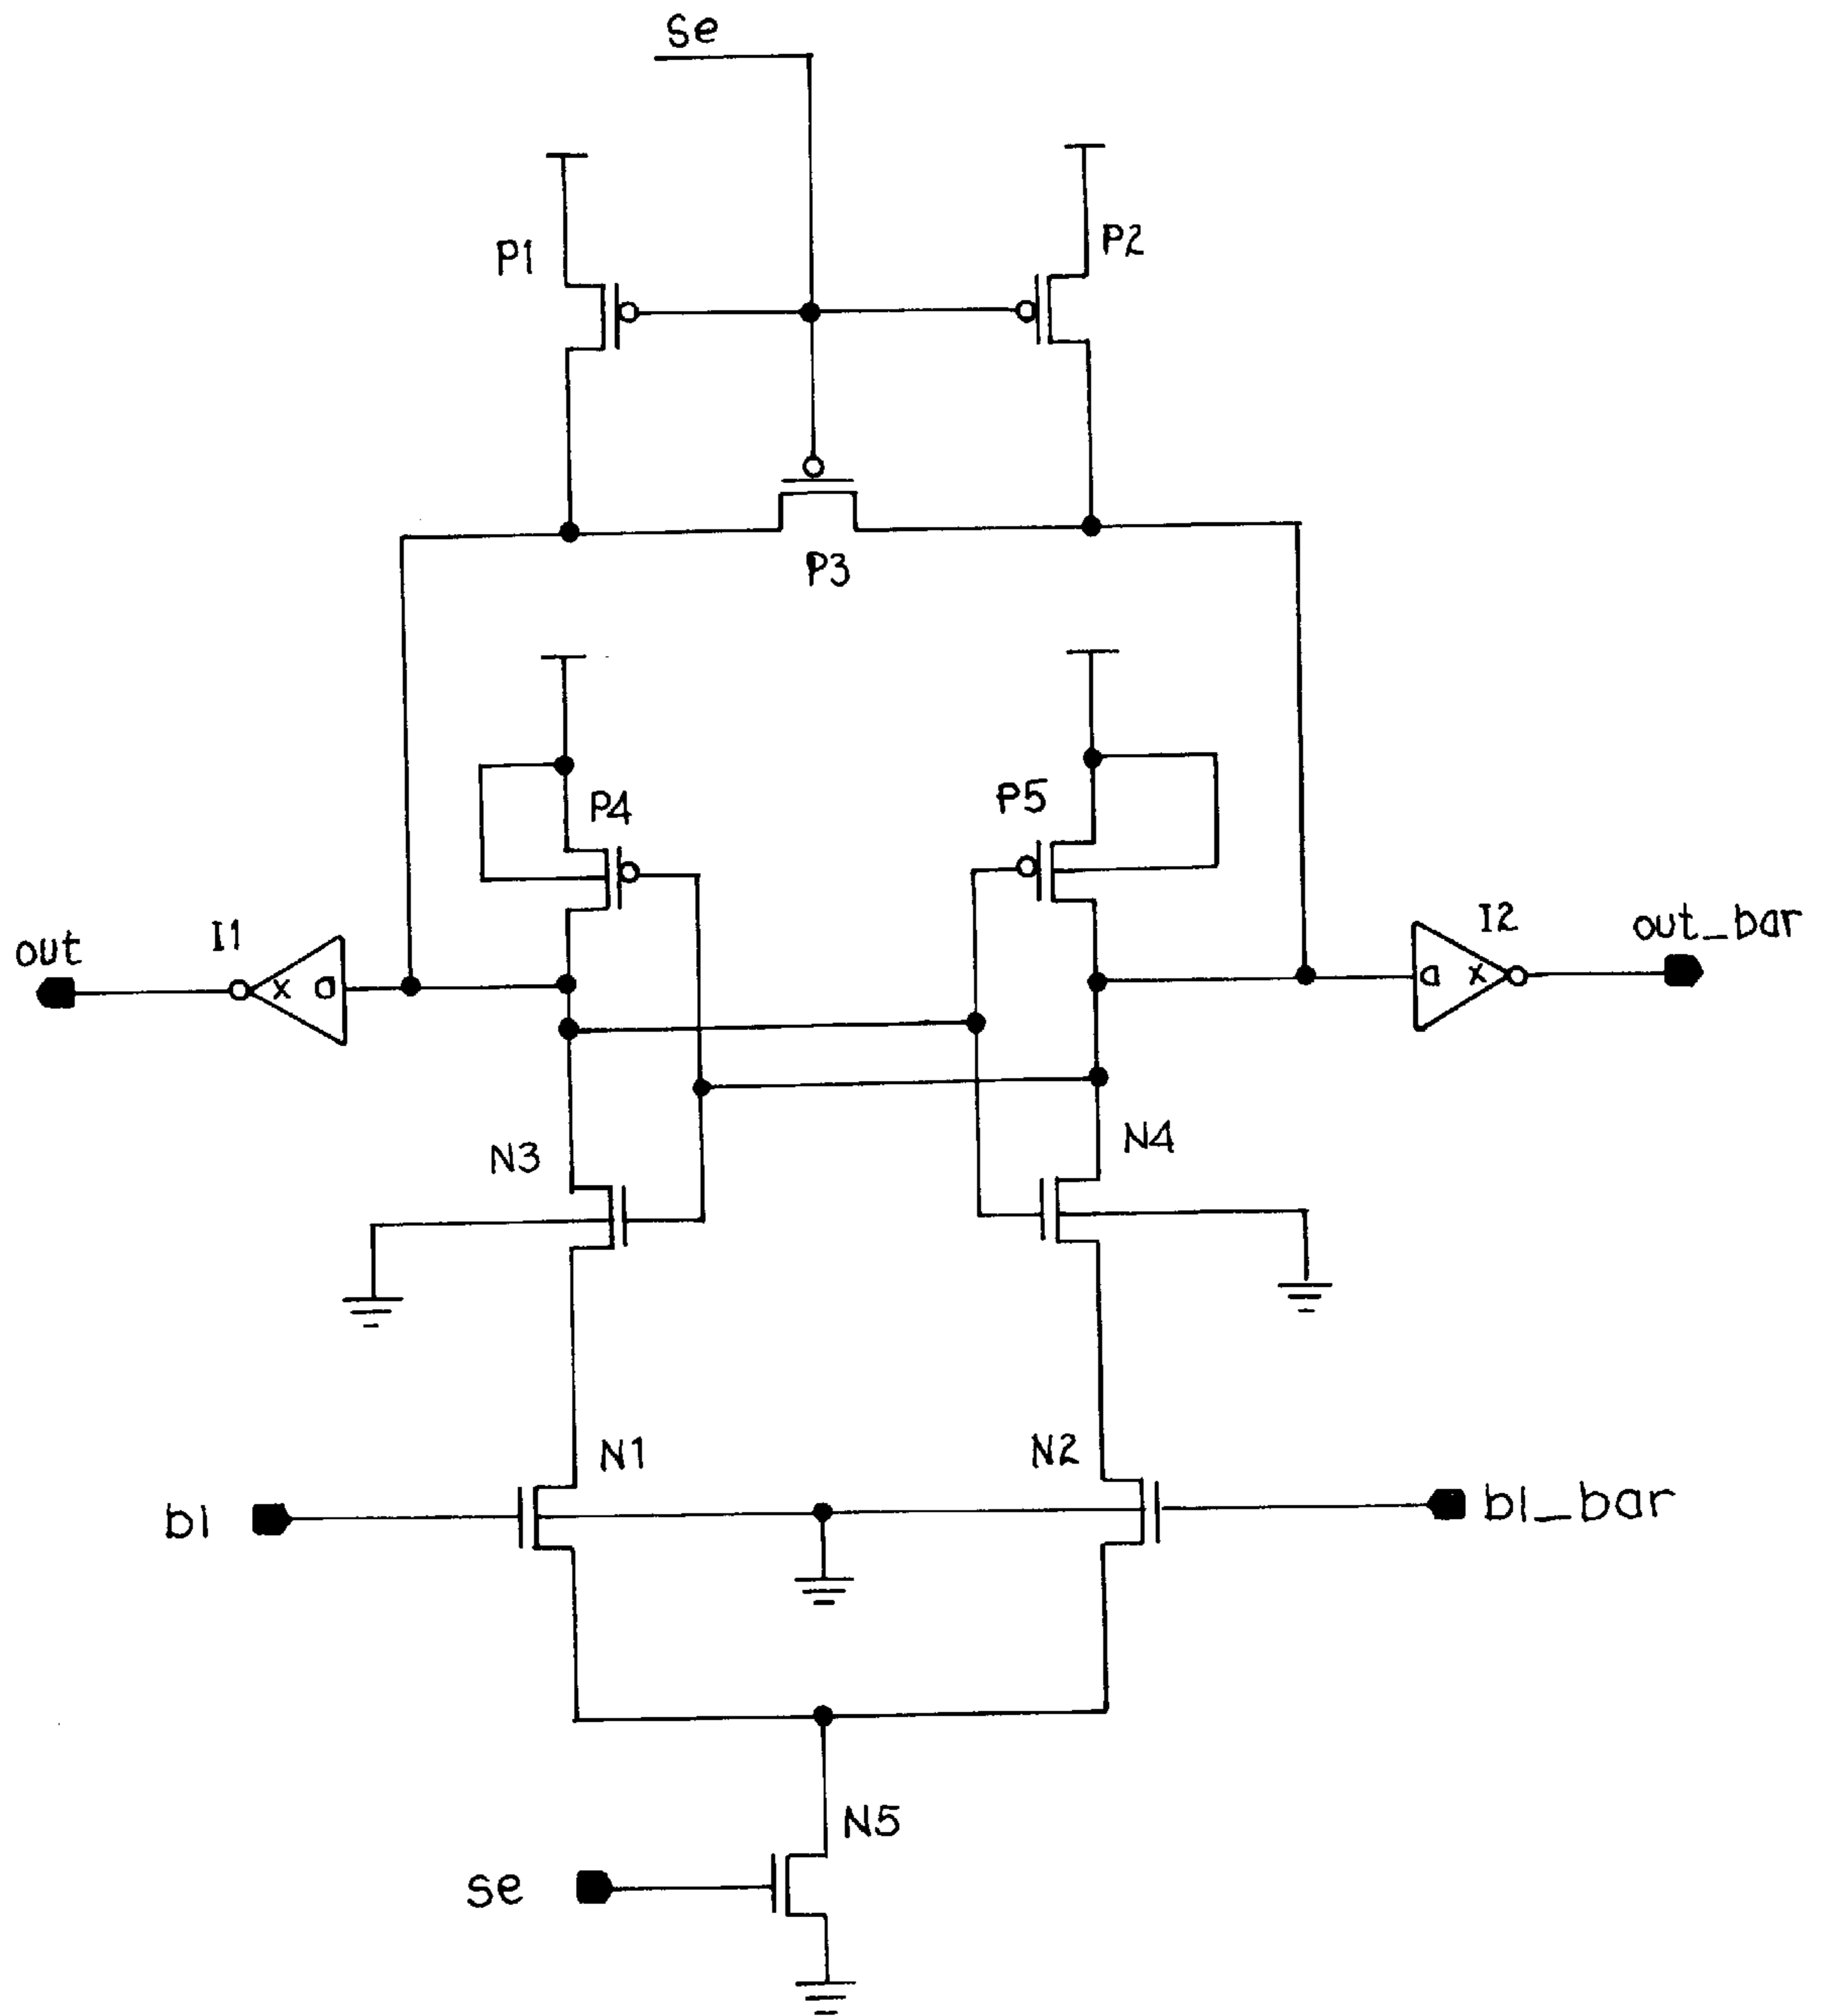 se
P1
P2
P3
P4
P5
out
I1
x
a
a
x
I2
out_bar
N3
N4
N1
N2
bl
bl_bar
N5
se